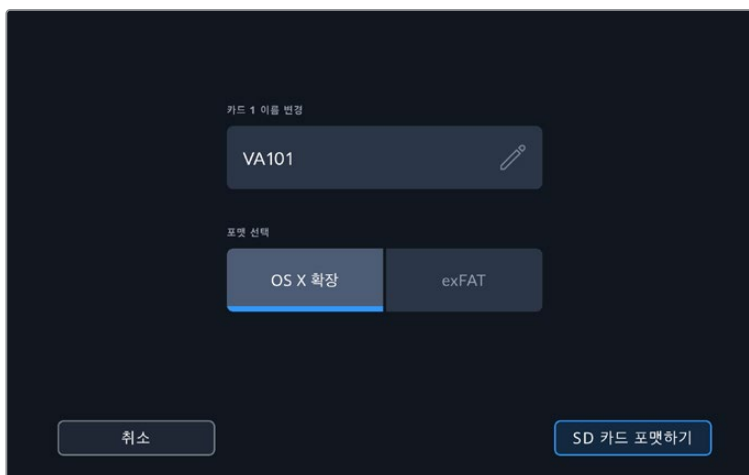 카드 1 이름 변경
VA101
포맷 선택
OS X 확장
exFAT
취소
SD 카드 포맷하기